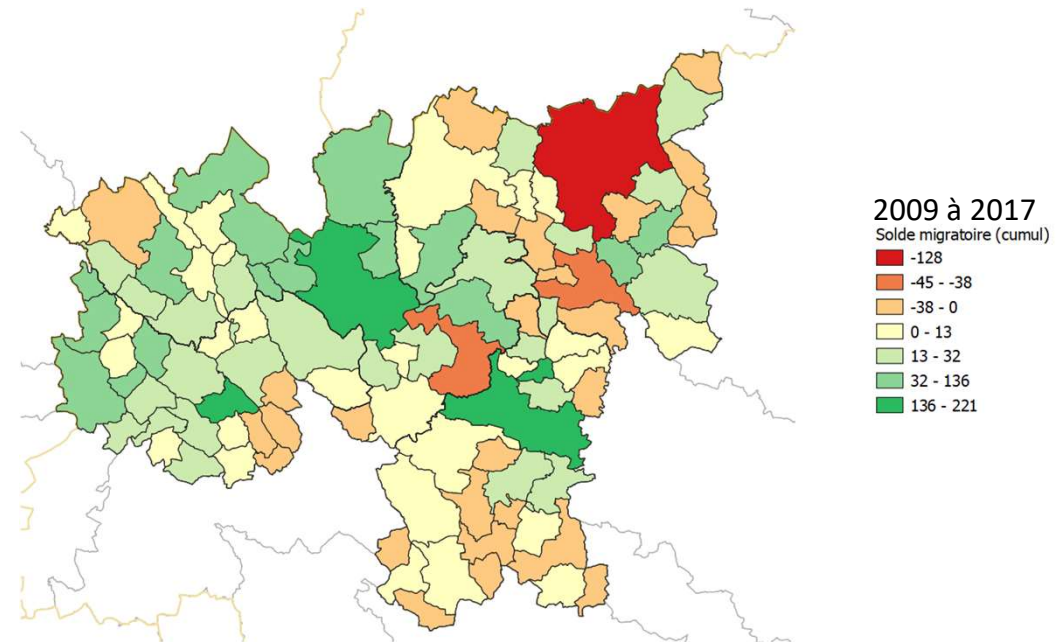 2009 à 2017
Solde migratoire (cumul)
-128
-45 - -38
-38 - 0
0 - 13
13 - 32
32 - 136
136 - 221